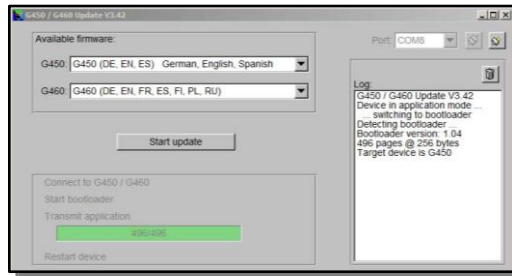 G450 / G460 Update V3.42
Available firmware:
G450: G450 (DE, EN, ES) German, English, Spanish
G460: G460 (DE, EN, FR, ES, FI, PL, RU)
Start update
Connect to G450 / G460
Start bootloader
Transmit application
496/496
Restart device
Port: COM8
Log:
G450 / G460 Update V3.42
Device in application mode ...
... switching to bootloader
Detecting bootloader ...
Bootloader version: 1.04
496 pages @ 256 bytes
Target device is G450